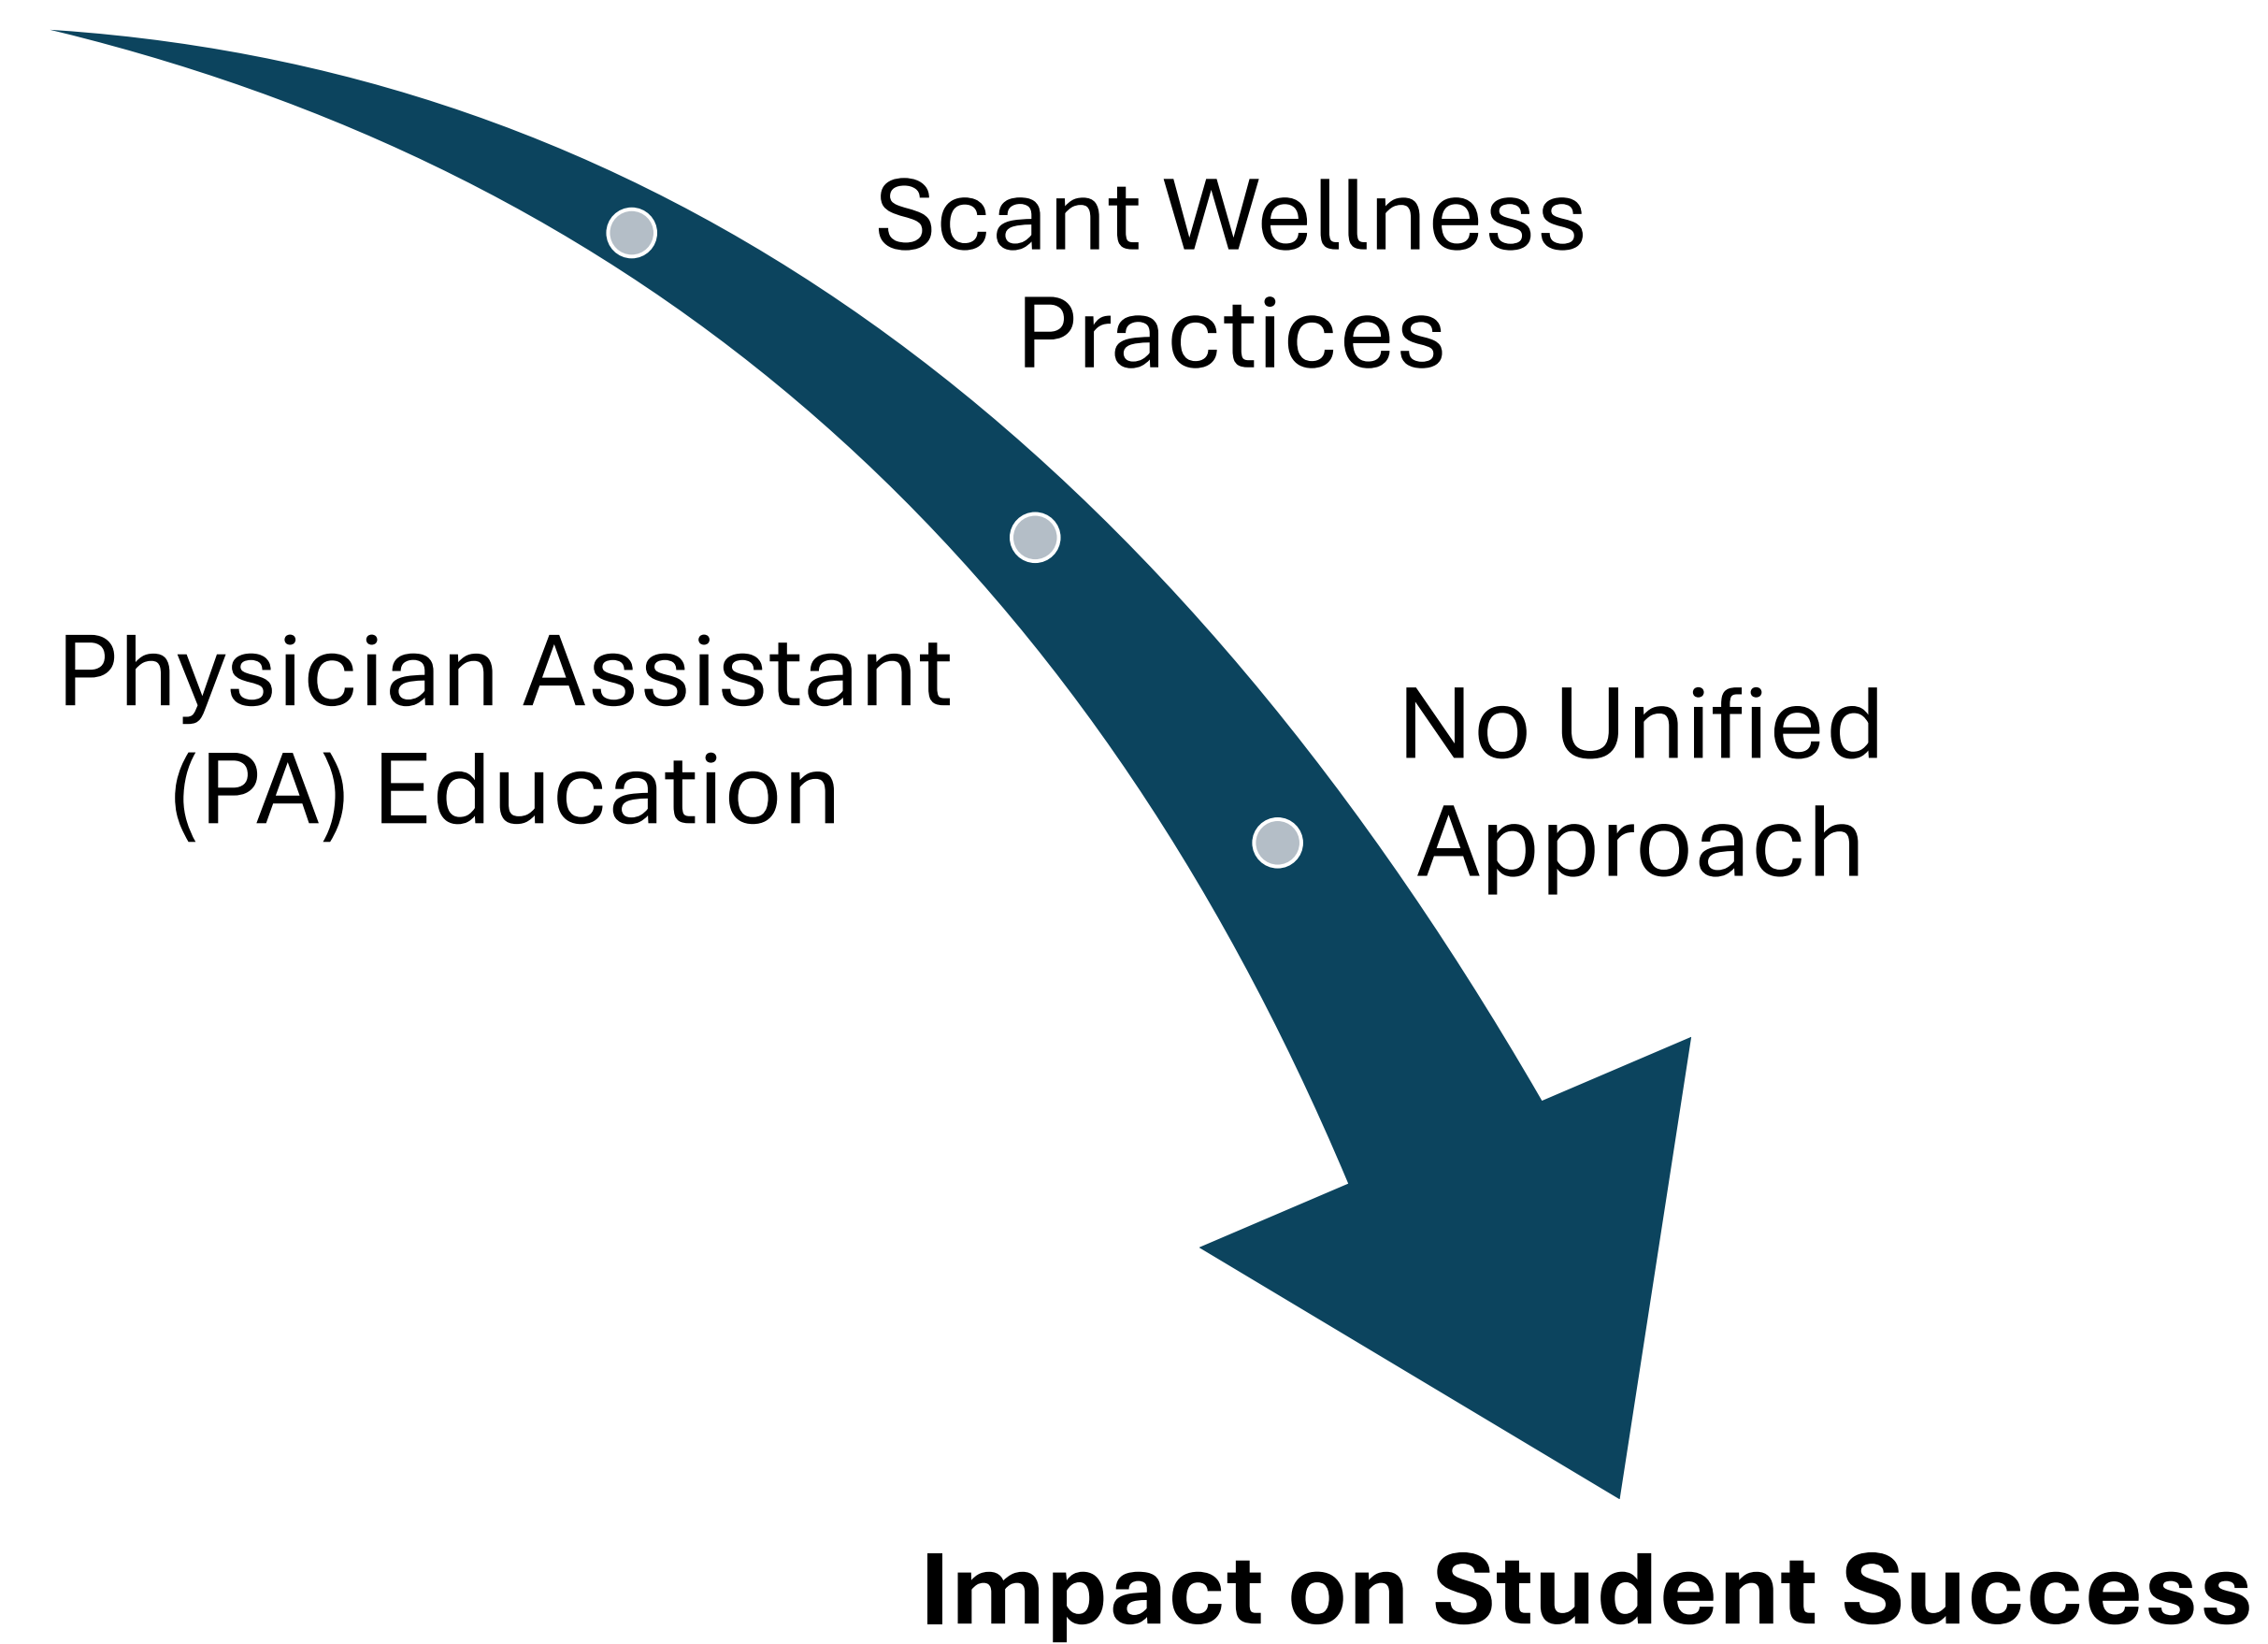 Scant Wellness
Practices
Physician Assistant
(PA) Education
No Unified
Approach
Impact on Student Success